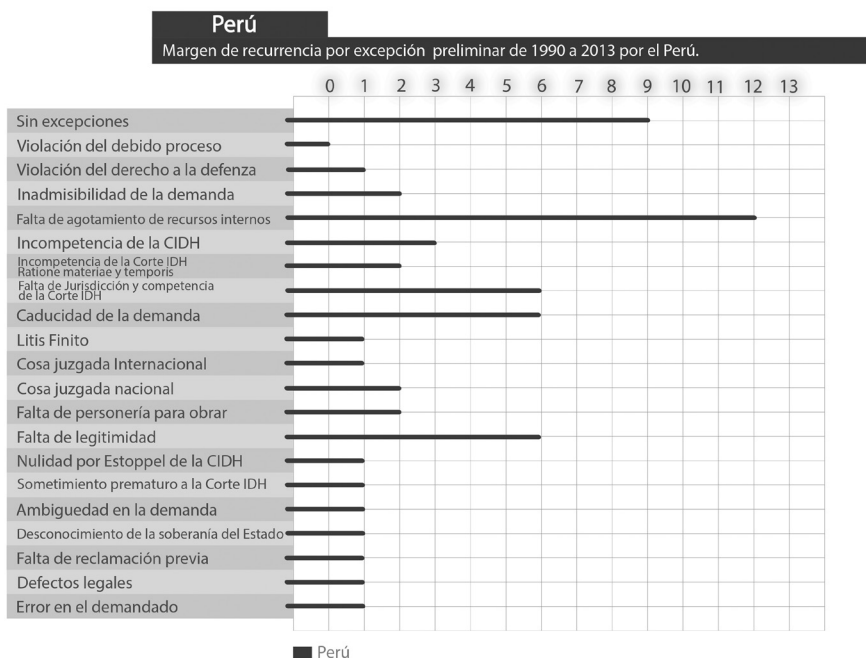 Perú
Margen de recurrencia por excepción preliminar de 1990 a 2013 por el Perú.
0 1 2 3 4 5 6 7 8 9 10 11 12 13
Sin excepciones
Violación del debido proceso
Violación del derecho a la defenza
Inadmisibilidad de la demanda
Falta de agotamiento de recursos internos
Incompetencia de la CIDH
Incompetencia de la Corte IDH
Ratione materiae y temporis
Falta de Jurisdicción y competencia
de la Corte IDH
Caducidad de la demanda
Litis Finito
Cosa juzgada Internacional
Cosa juzgada nacional
Falta de personería para obrar
Falta de legitimidad
Nulidad por Estoppel de la CIDH
Sometimiento prematuro a la Corte IDH
Ambiguedad en la demanda
Desconocimiento de la soberanía del Estado
Falta de reclamación previa
Defectos legales
Error en el demandado
Perú